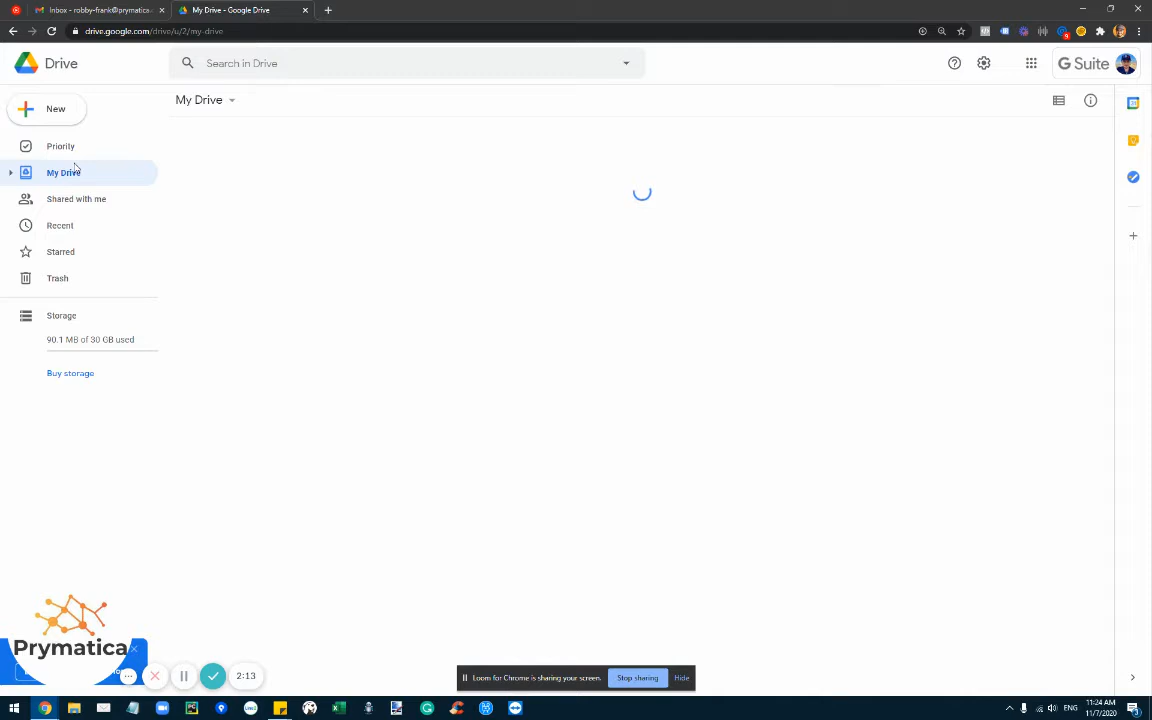 Inbox - robby-frank@prymatica.
My Drive - Google Drive
drive.google.com/drive/u/2/my-drive
Drive
Search in Drive
G Suite
New
My Drive
Priority
My Drive
Shared with me
Recent
Starred
Trash
Storage
90.1 MB of 30 GB used
Buy storage
Prymatica
2:13
Loom for Chrome is sharing your screen.
Stop sharing
Hide
ENG
11:24 AM
11/7/2020